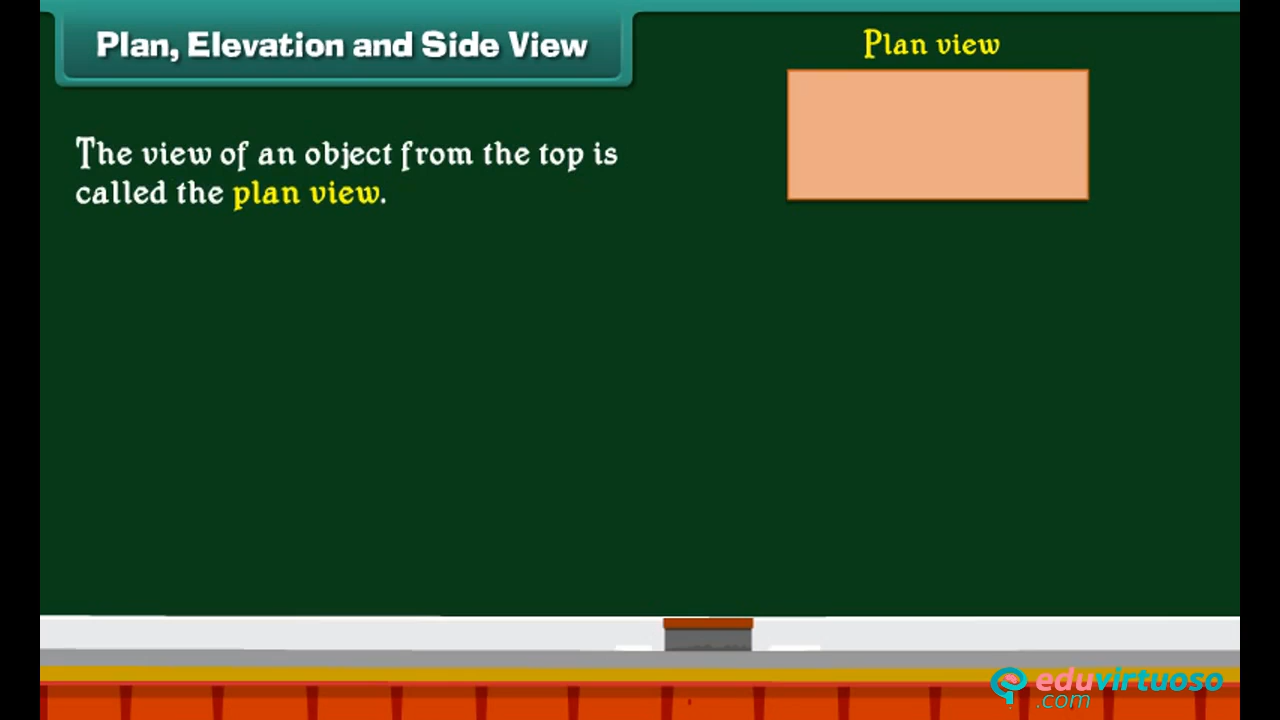 Plan, Elevation and Side View
Plan view
The view of an object from the top is
called the plan view.
eduvirtuoso
.com